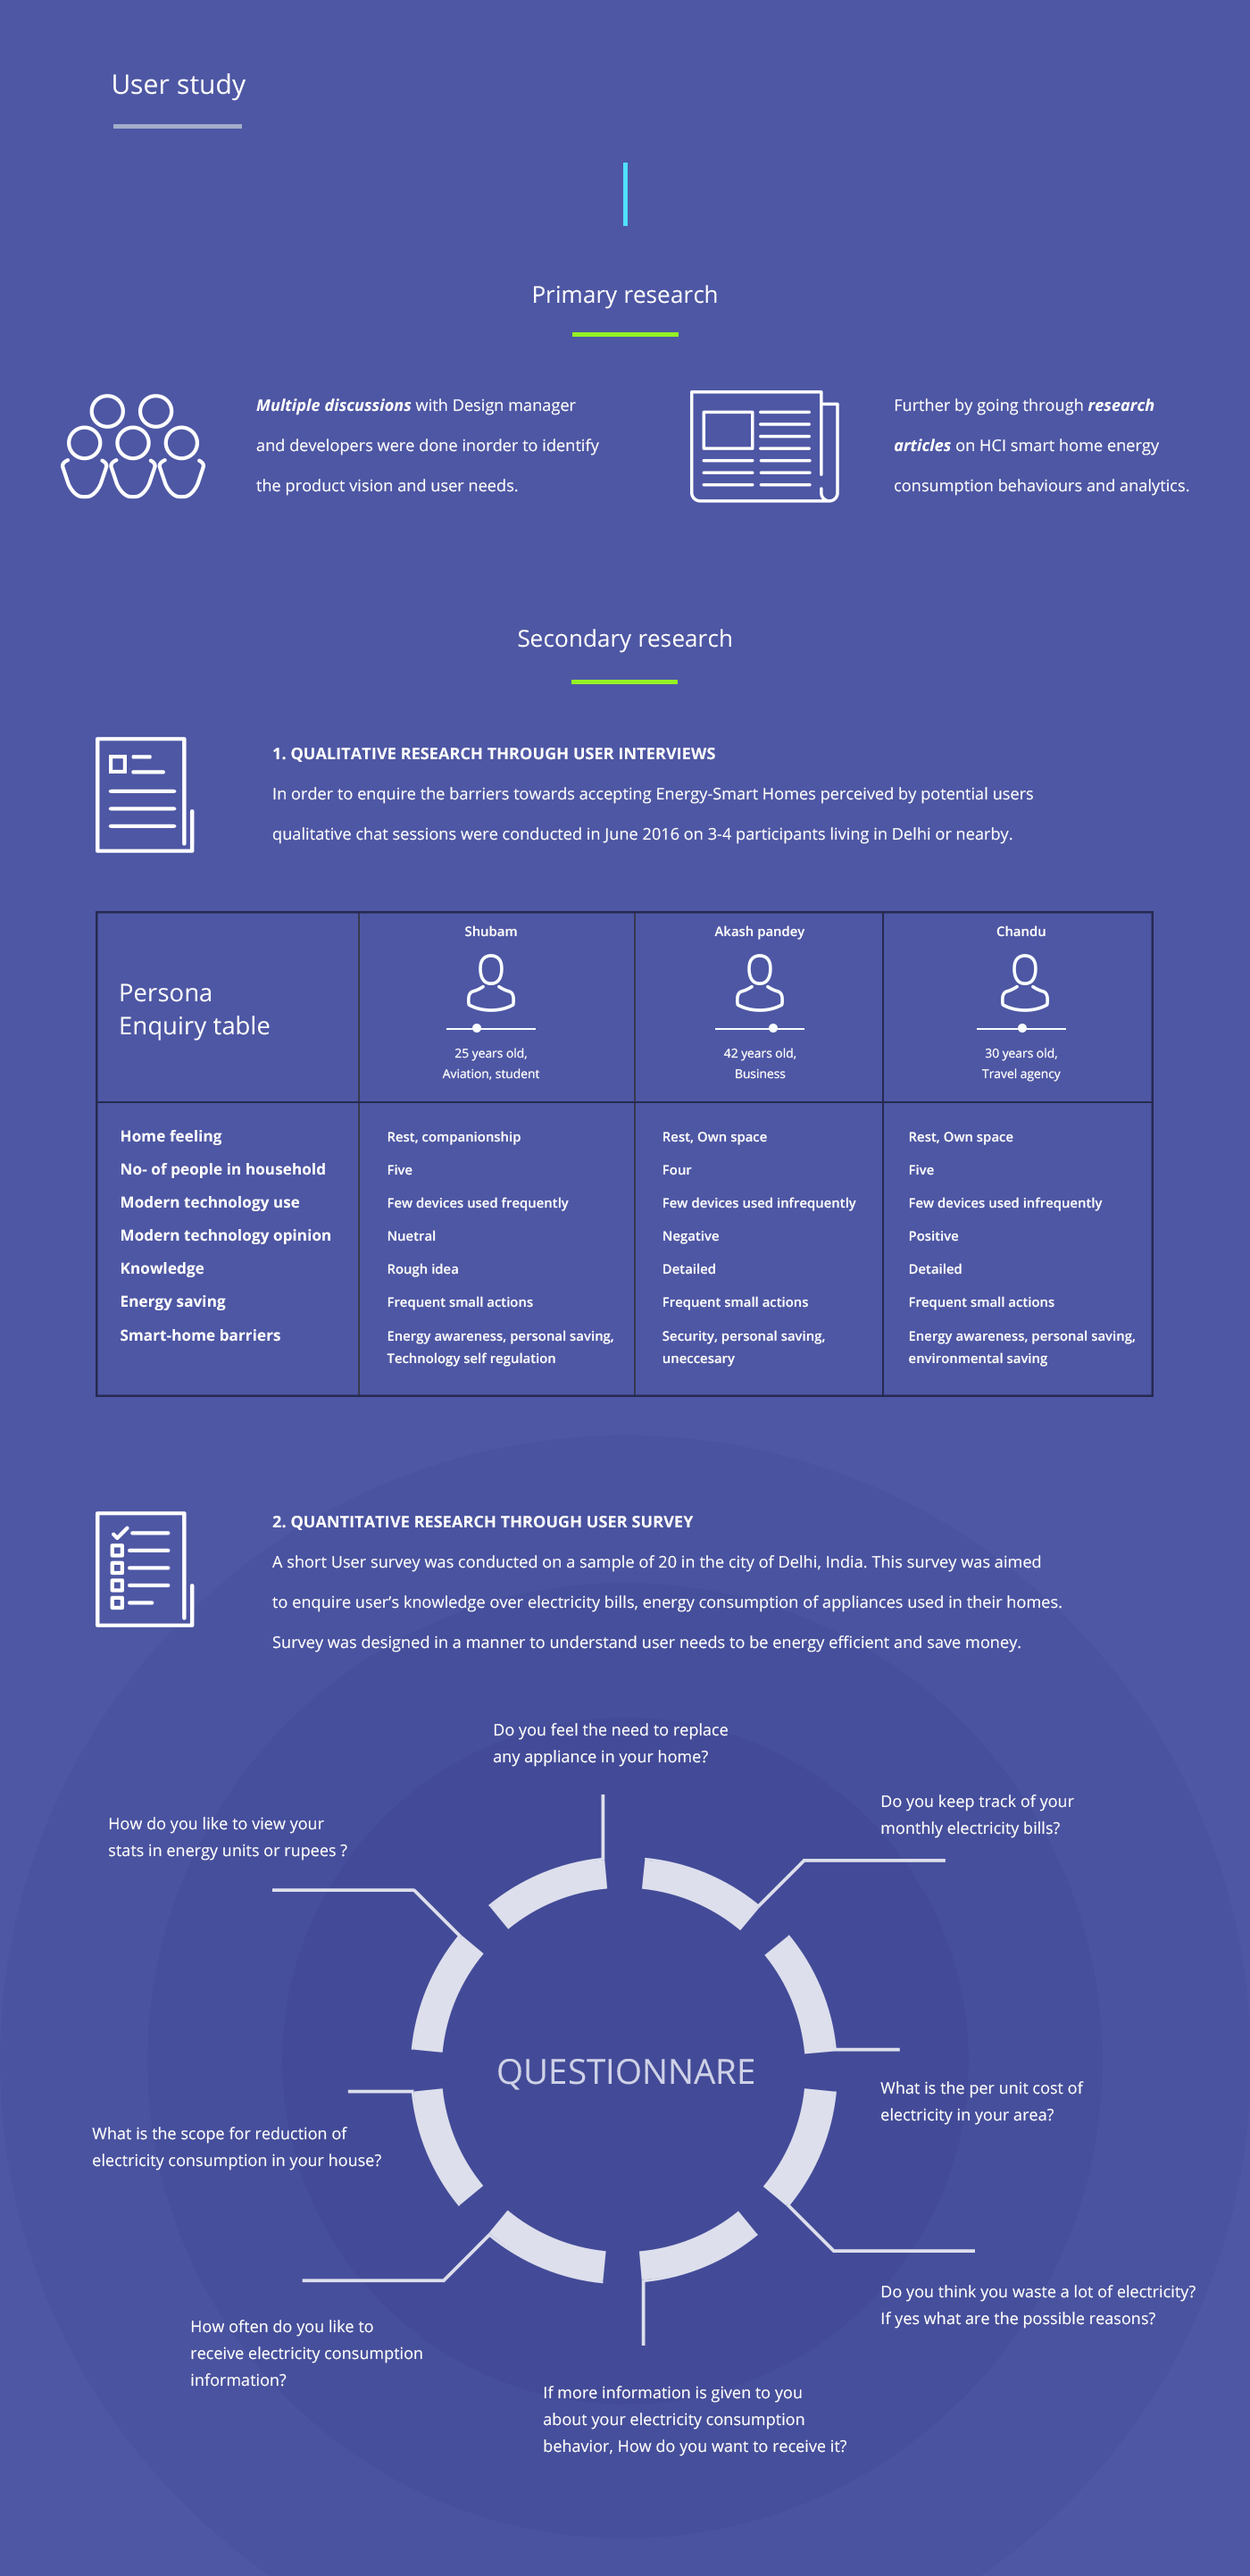 User study
Primary research
Multiple discussions with Design manager
and developers were done inorder to identify
the product vision and user needs.
Further by going through research
articles on HCI smart home energy
consumption behaviours and analytics.
Secondary research
1. QUALITATIVE RESEARCH THROUGH USER INTERVIEWS
In order to enquire the barriers towards accepting Energy-Smart Homes perceived by potential users
qualitative chat sessions were conducted in June 2016 on 3-4 participants living in Delhi or nearby.
Persona
Enquiry table
Shubam
25 years old,
Aviation, student
Akash pandey
42 years old,
Business
Chandu
30 years old,
Travel agency
Home feeling Rest, companionship Rest, Own space Rest, Own space
No- of people in household Five Four Five
Modern technology use Few devices used frequently Few devices used infrequently Few devices used infrequently
Modern technology opinion Nuetral Negative Positive
Knowledge Rough idea Detailed Detailed
Energy saving Frequent small actions Frequent small actions Frequent small actions
Smart-home barriers Energy awareness, personal saving, Security, personal saving, Energy awareness, personal saving,
Technology self regulation uneccesary environmental saving
2. QUANTITATIVE RESEARCH THROUGH USER SURVEY
A short User survey was conducted on a sample of 20 in the city of Delhi, India. This survey was aimed
to enquire user’s knowledge over electricity bills, energy consumption of appliances used in their homes.
Survey was designed in a manner to understand user needs to be energy efficient and save money.
Do you feel the need to replace
any appliance in your home?
Do you keep track of your
monthly electricity bills?
How do you like to view your
stats in energy units or rupees ?
QUESTIONNARE
What is the per unit cost of
electricity in your area?
What is the scope for reduction of
electricity consumption in your house?
Do you think you waste a lot of electricity?
If yes what are the possible reasons?
How often do you like to
receive electricity consumption
information?
If more information is given to you
about your electricity consumption
behavior, How do you want to receive it?